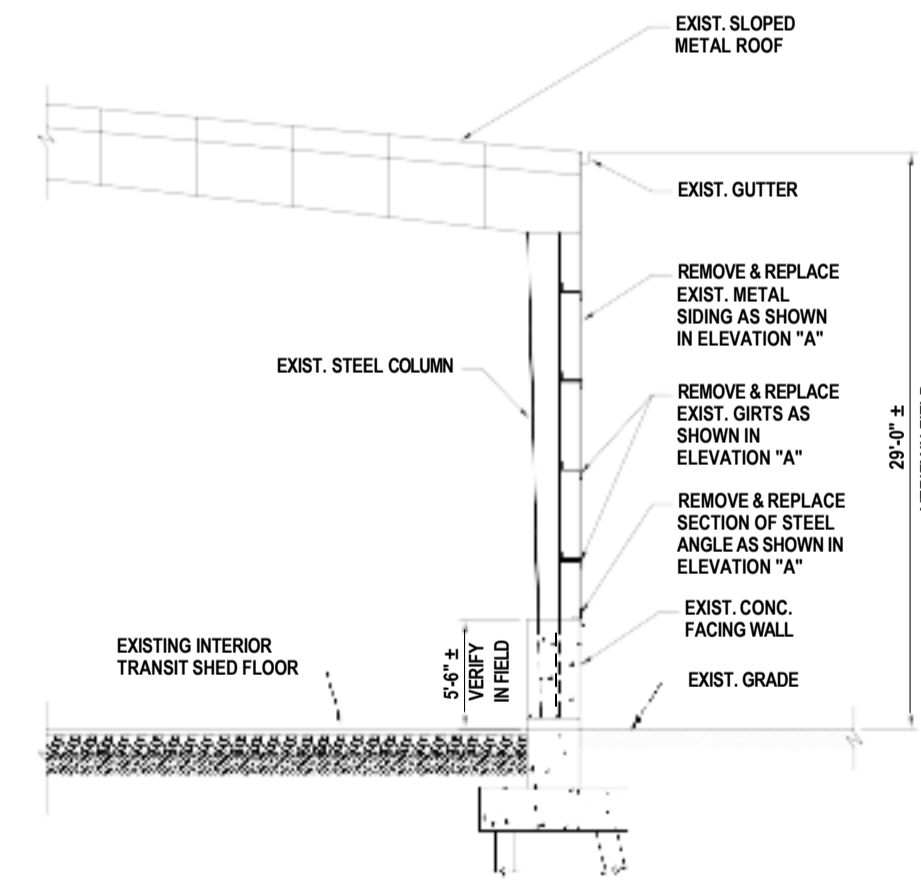 EXIST. SLOPED
METAL ROOF
EXIST. GUTTER
REMOVE & REPLACE
EXIST. METAL
SIDING AS SHOWN
IN ELEVATION "A"
EXIST. STEEL COLUMN
REMOVE & REPLACE
EXIST. GIRTS AS
SHOWN IN
ELEVATION "A"
29'-0" ±
REMOVE & REPLACE
SECTION OF STEEL
ANGLE AS SHOWN IN
ELEVATION "A"
EXIST. CONC.
FACING WALL
5'-6" ±
VERIFY
IN FIELD
EXISTING INTERIOR
TRANSIT SHED FLOOR
EXIST. GRADE